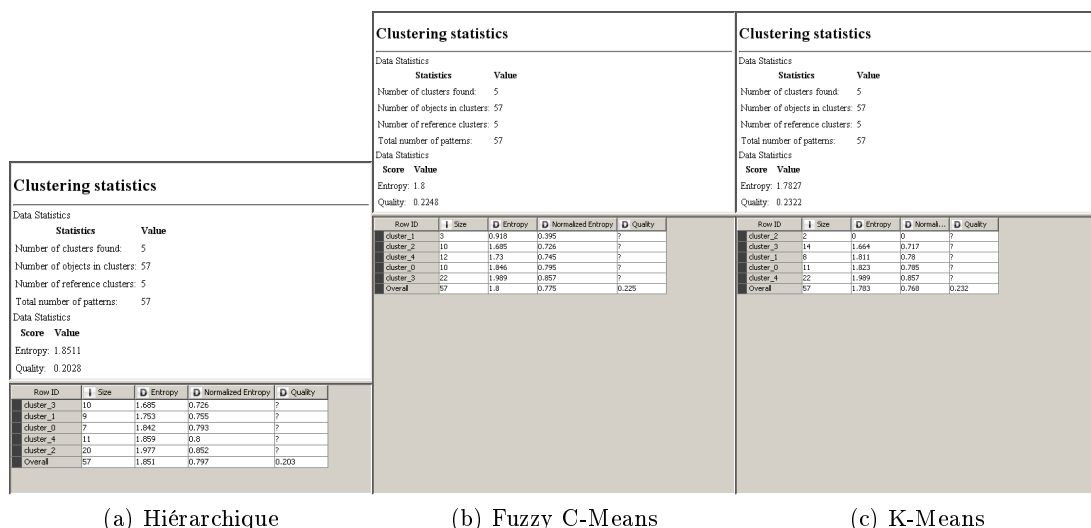 Clustering statistics
Data Statistics
Statistics Value
Number of clusters found: 5
Number of objects in clusters: 57
Number of reference clusters: 5
Total number of patterns: 57
Data Statistics
Score Value
Entropy: 1.8511
Quality: 0.2028
Row ID I Size D Entropy D Normalized Entropy D Quality
cluster_3 10 1.685 0.726 ?
cluster_1 9 1.753 0.755 ?
cluster_0 7 1.842 0.793 ?
cluster_4 11 1.859 0.8 ?
cluster_2 20 1.977 0.852 ?
Overall 57 1.851 0.797 0.203
(a) Hiérarchique
Clustering statistics
Data Statistics
Statistics Value
Number of clusters found: 5
Number of objects in clusters: 57
Number of reference clusters: 5
Total number of patterns: 57
Data Statistics
Score Value
Entropy: 1.8
Quality: 0.2248
Row ID I Size D Entropy D Normalized Entropy D Quality
cluster_1 3 0.918 0.395 ?
cluster_2 10 1.685 0.726 ?
cluster_4 12 1.73 0.745 ?
cluster_0 10 1.846 0.795 ?
cluster_3 22 1.989 0.857 ?
Overall 57 1.8 0.775 0.225
(b) Fuzzy C-Means
Clustering statistics
Data Statistics
Statistics Value
Number of clusters found: 5
Number of objects in clusters: 57
Number of reference clusters: 5
Total number of patterns: 57
Data Statistics
Score Value
Entropy: 1.7827
Quality: 0.2322
Row ID I Size D Entropy D Normali... D Quality
cluster_2 2 0 0 ?
cluster_3 14 1.664 0.717 ?
cluster_1 8 1.811 0.78 ?
cluster_0 11 1.823 0.785 ?
cluster_4 22 1.989 0.857 ?
Overall 57 1.783 0.768 0.232
(c) K-Means